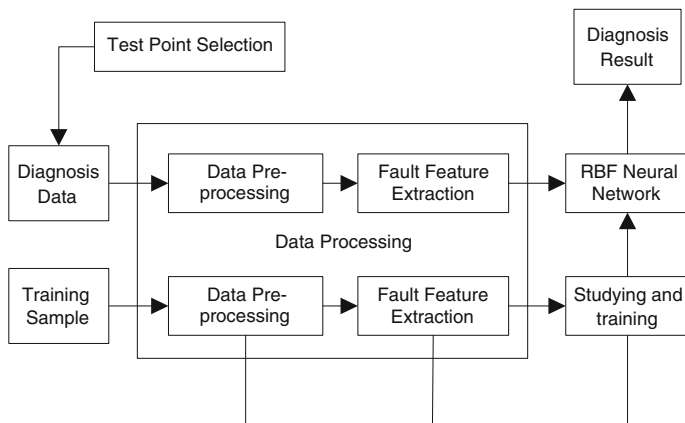 Test Point Selection
Diagnosis
Result
Diagnosis
Data
Data Pre-
processing
Fault Feature
Extraction
RBF Neural
Network
Data Processing
Training
Sample
Data Pre-
processing
Fault Feature
Extraction
Studying and
training